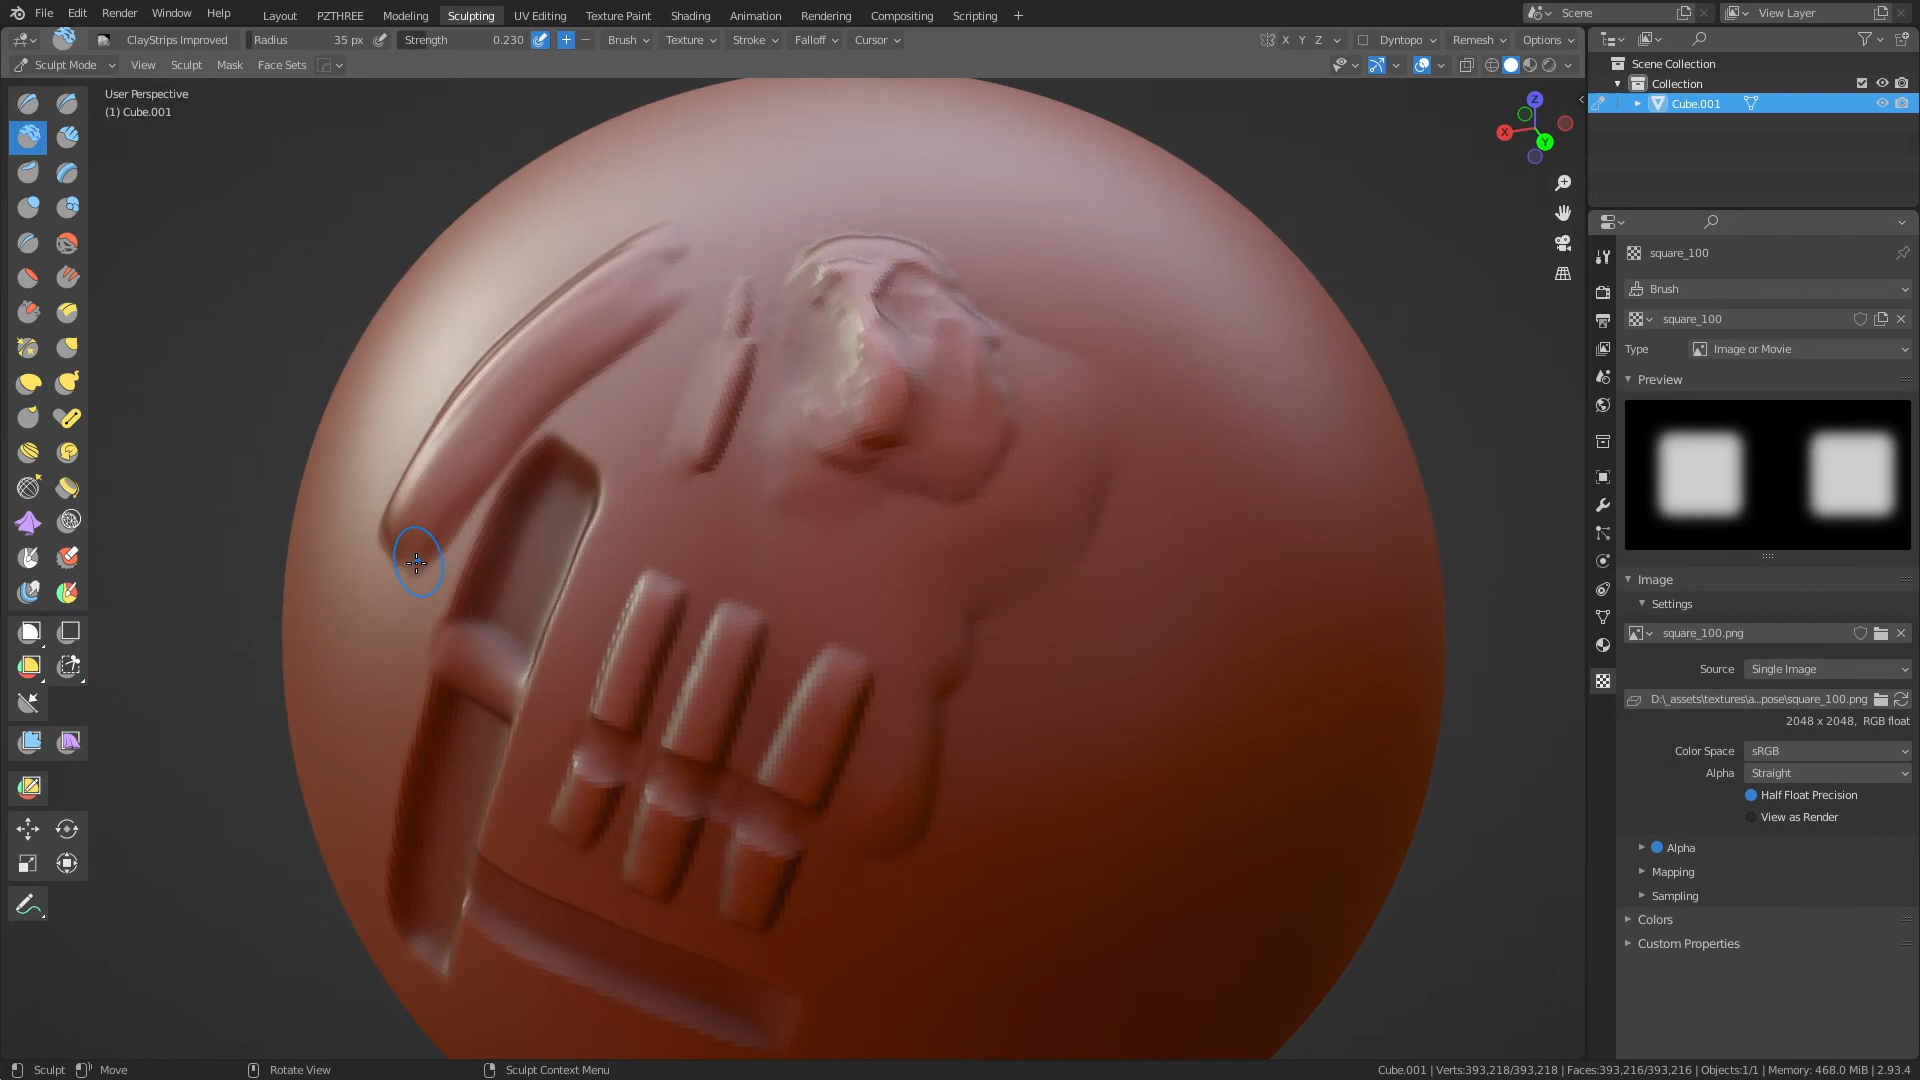 File Edit Render Window Help Layout PZTHREE Modeling Sculpting UV Editing Texture Paint Shading Animation Rendering Compositing Scripting + Scene View Layer
ClayStrips Improved Radius 35 px Strength 0.230 Brush Texture Stroke Falloff Cursor X Y Z Dyntopo Remesh Options
Sculpt Mode View Sculpt Mask Face Sets
User Perspective
(1) Cube.001
Z
X
Y
Scene Collection
Collection
Cube.001
square_100
Brush
square_100
Type Image or Movie
Preview
Image
Settings
square_100.png
Source Single Image
D:\_assets\textures\a...pose\square_100.png
2048 x 2048, RGB float
Color Space sRGB
Alpha Straight
Half Float Precision
View as Render
Alpha
Mapping
Sampling
Colors
Custom Properties
Sculpt Move Rotate View Sculpt Context Menu Cube.001 | Verts:393,218/393,218 | Faces:393,216/393,216 | Objects:1/1 | Memory: 468.0 MiB | 2.93.4